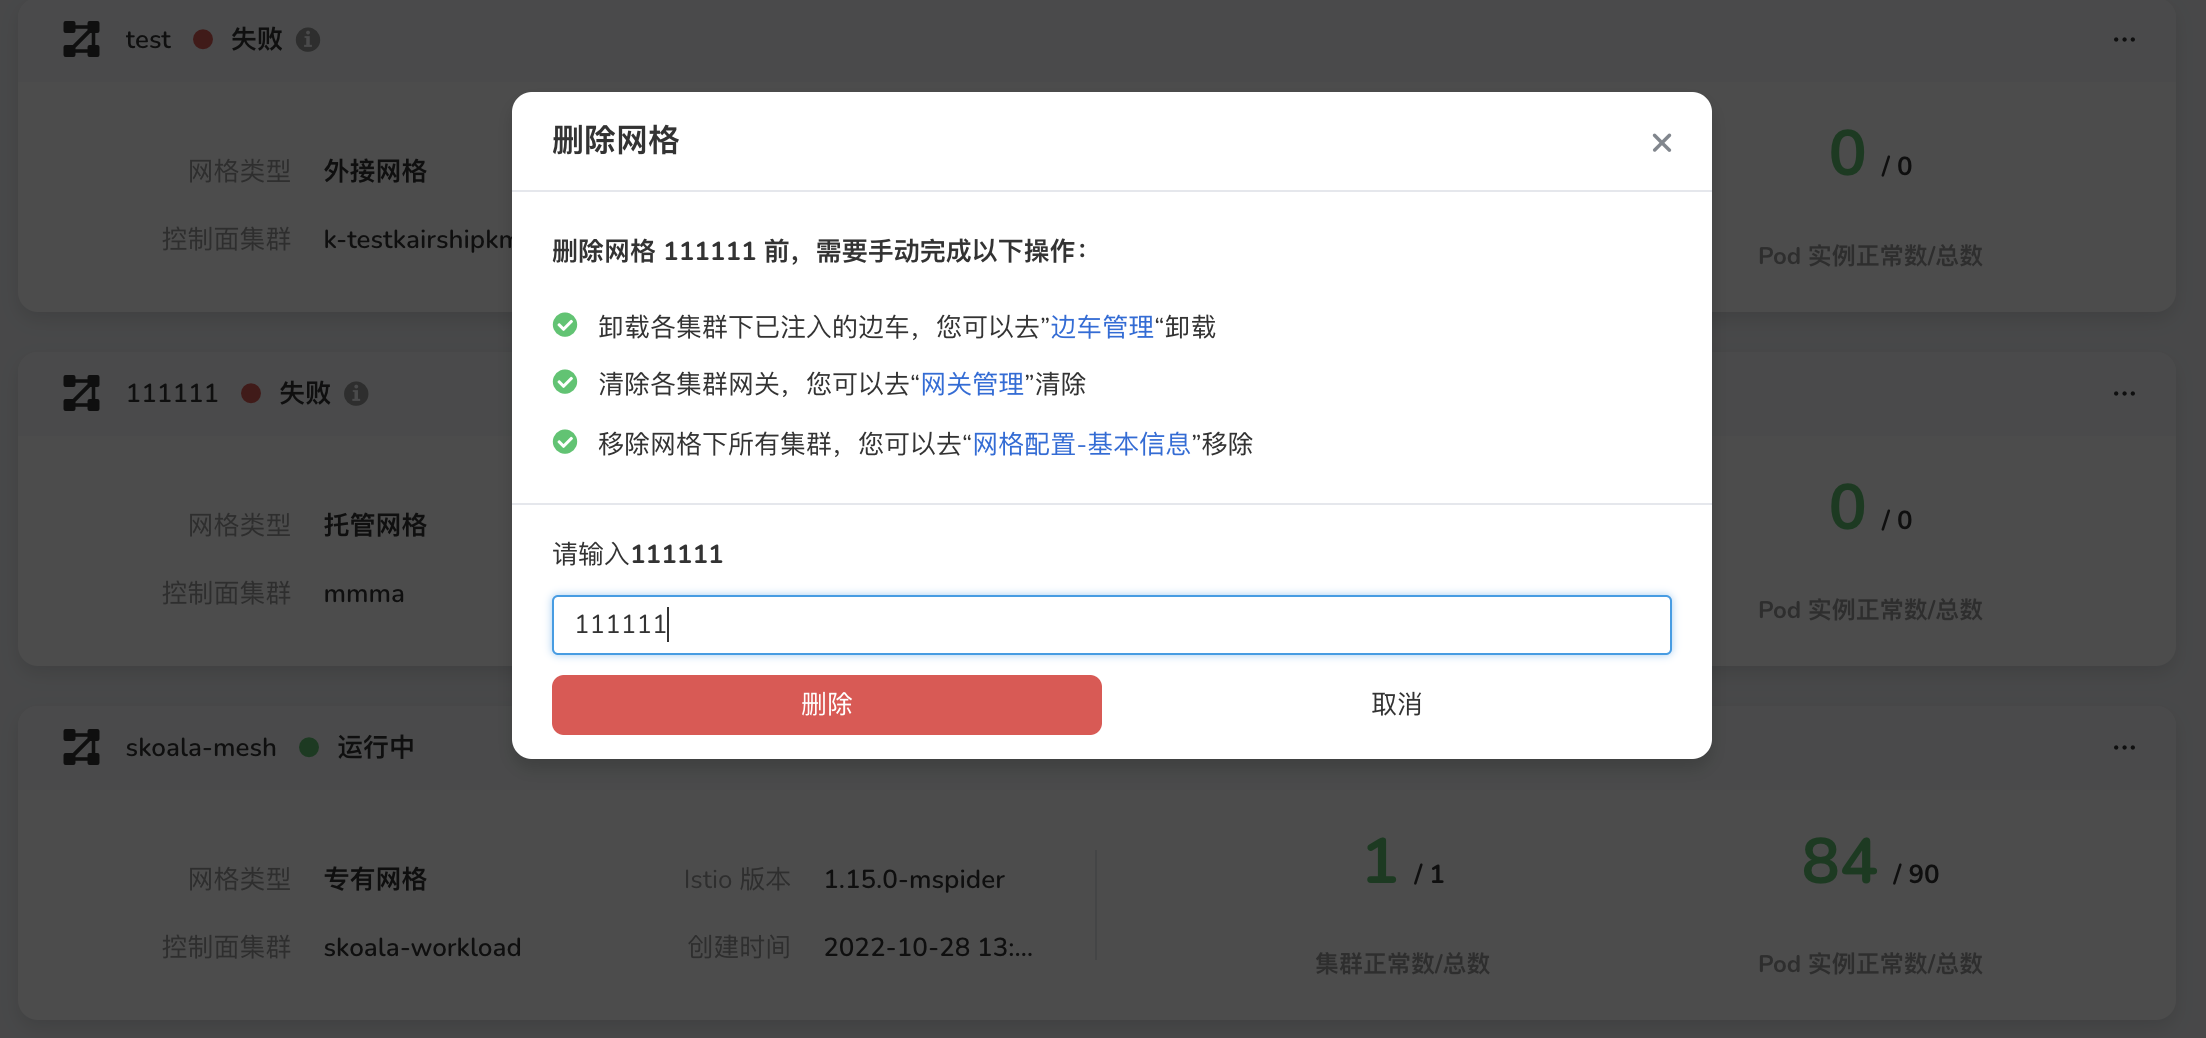 test 失败
网格类型 外接网格
控制面集群 k-testkairshipkm
0 / 0
Pod 实例正常数/总数
删除网格
删除网格 111111 前，需要手动完成以下操作：
卸载各集群下已注入的边车，您可以去”边车管理“卸载
清除各集群网关，您可以去“网关管理”清除
移除网格下所有集群，您可以去“网格配置-基本信息”移除
请输入111111
111111
删除 取消
111111 失败
网格类型 托管网格
控制面集群 mmma
0 / 0
Pod 实例正常数/总数
skoala-mesh 运行中
网格类型 专有网格
控制面集群 skoala-workload
Istio 版本 1.15.0-mspider
创建时间 2022-10-28 13:...
1 / 1
集群正常数/总数
84 / 90
Pod 实例正常数/总数